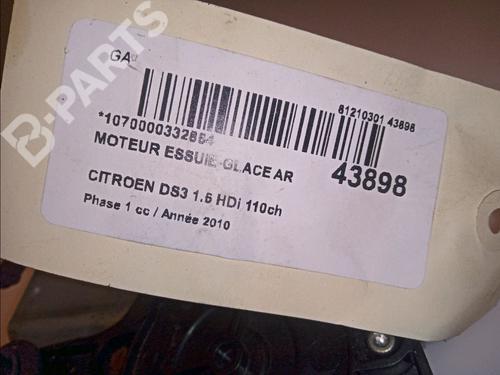 B-PARTS
GA
61210301 43898
*1070000332884
MOTEUR ESSUIE-GLACE AR
43898
CITROEN DS3 1.6 HDi 110ch
Phase 1 cc / Année 2010